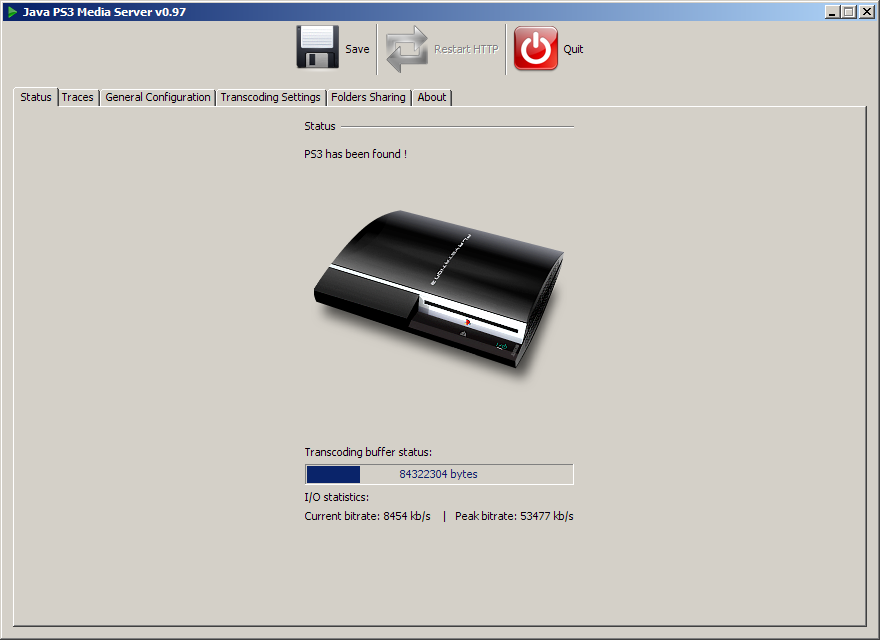 Java PS3 Media Server v0.97
Save Restart HTTP Quit
Status Traces General Configuration Transcoding Settings Folders Sharing About
Status
PS3 has been found !
PLAYSTATION 3
Transcoding buffer status:
84322304 bytes
I/O statistics:
Current bitrate: 8454 kb/s | Peak bitrate: 53477 kb/s